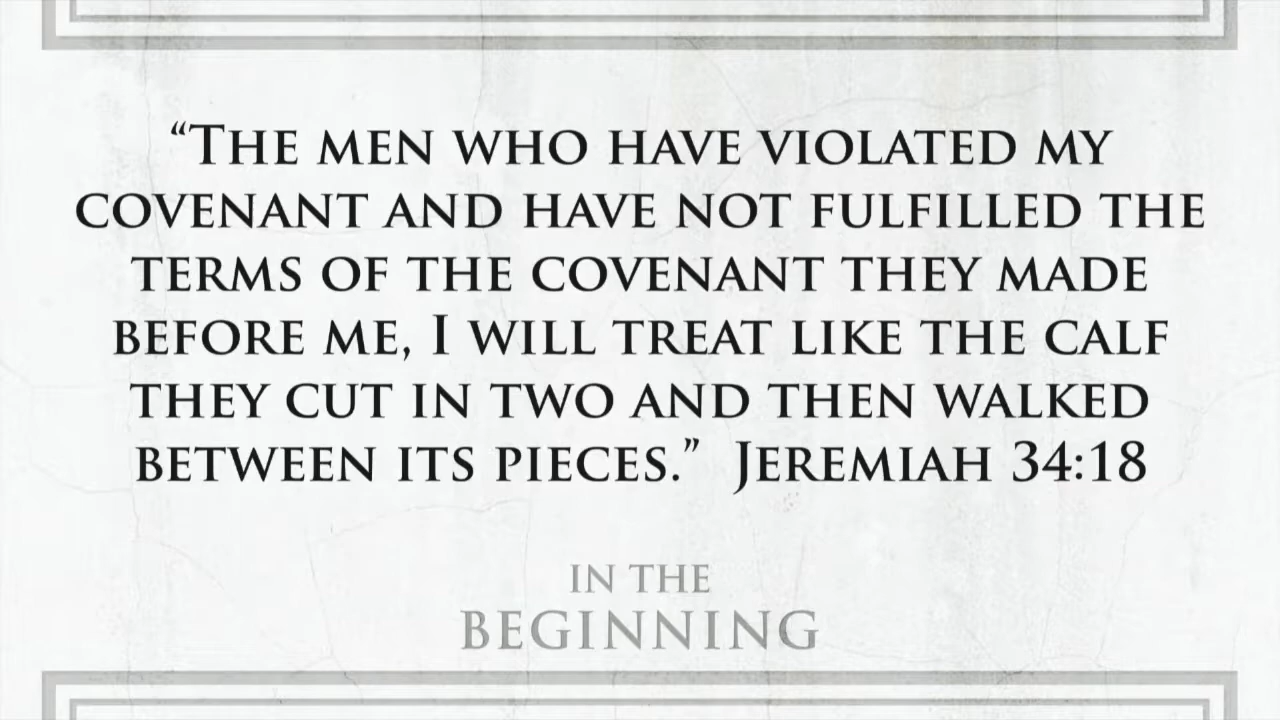 “The men who have violated my
covenant and have not fulfilled the
terms of the covenant they made
before me, I will treat like the calf
they cut in two and then walked
between its pieces.” Jeremiah 34:18
IN THE
BEGINNING